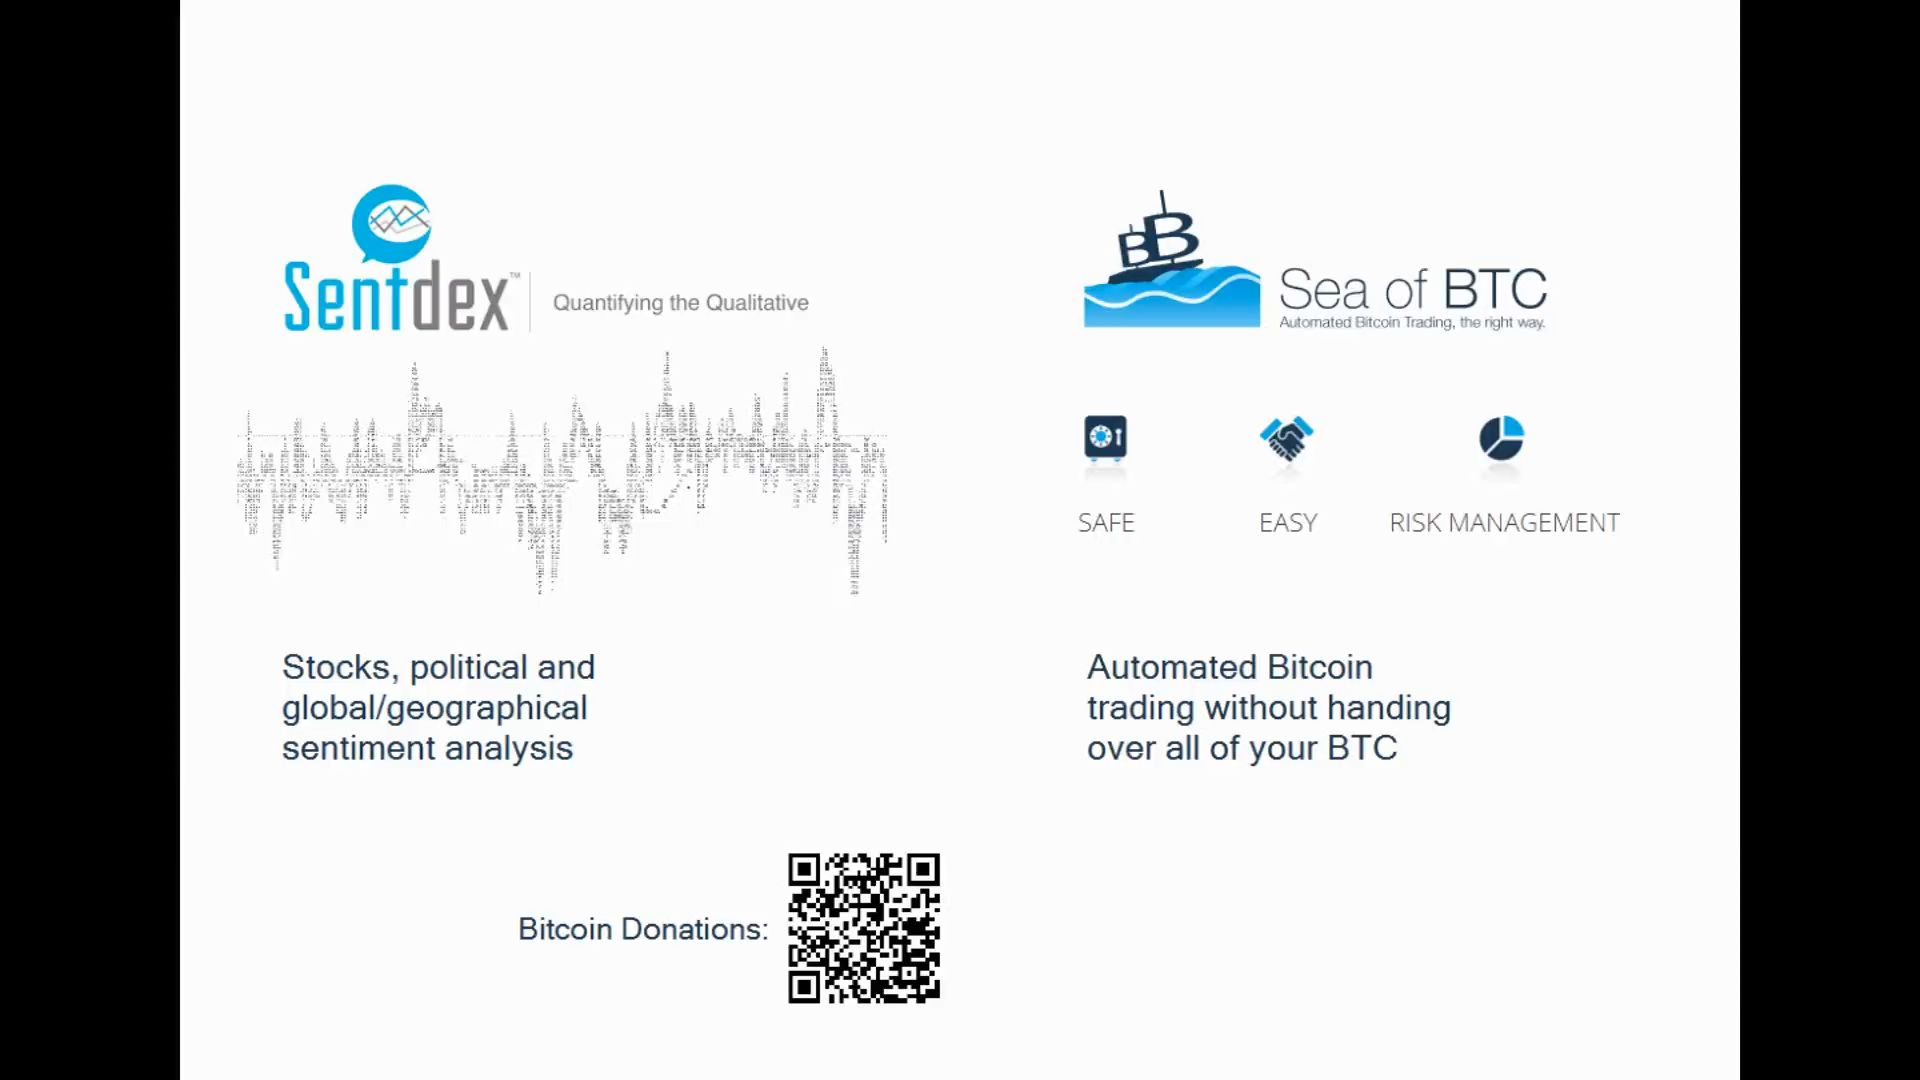 Sentdex™
Quantifying the Qualitative
Sea of BTC
Automated Bitcoin Trading, the right way.
SAFE
EASY
RISK MANAGEMENT
Stocks, political and
global/geographical
sentiment analysis
Automated Bitcoin
trading without handing
over all of your BTC
Bitcoin Donations: